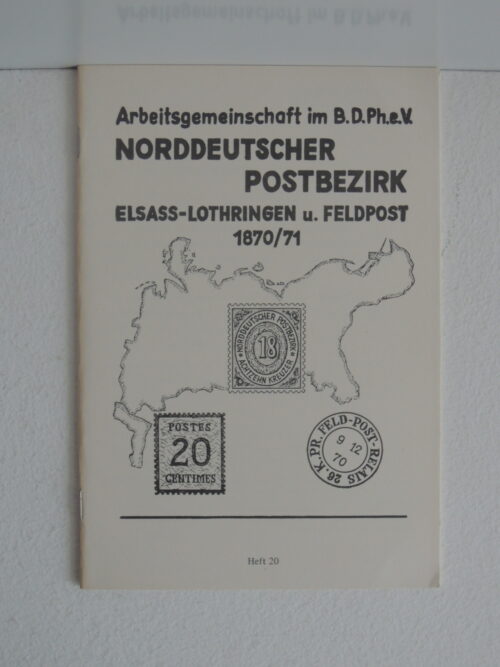 Arbeitsgemeinschaft im B.D.Ph.e.V.
NORDDEUTSCHER
POSTBEZIRK
ELSASS-LOTHRINGEN u. FELDPOST
1870/71
NORDDEUTSCHER POSTBEZIRK
18
ACHTZEHN KREUZER
POSTES
20
CENTIMES
26. K. PR. FELD-POST-RELAIS
9 12
70
Heft 20